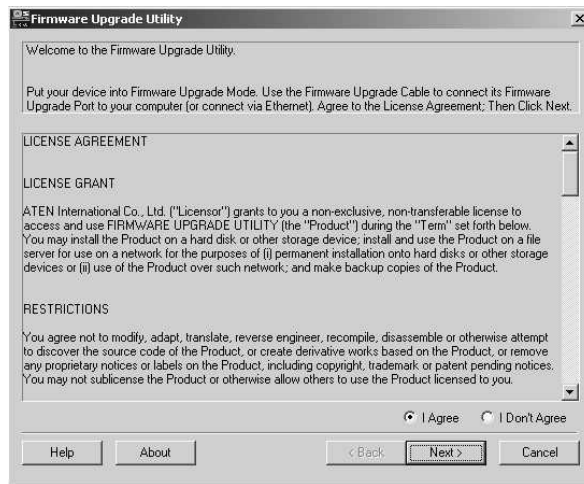 Firmware Upgrade Utility
Welcome to the Firmware Upgrade Utility.
Put your device into Firmware Upgrade Mode. Use the Firmware Upgrade Cable to connect its Firmware
Upgrade Port to your computer (or connect via Ethernet). Agree to the License Agreement; Then Click Next.
LICENSE AGREEMENT
LICENSE GRANT
ATEN International Co., Ltd. ("Licensor") grants to you a non-exclusive, non-transferable license to
access and use FIRMWARE UPGRADE UTILITY (the "Product") during the "Term" set forth below.
You may install the Product on a hard disk or other storage device; install and use the Product on a file
server for use on a network for the purposes of (i) permanent installation onto hard disks or other storage
devices or (ii) use of the Product over such network; and make backup copies of the Product.
RESTRICTIONS
You agree not to modify, adapt, translate, reverse engineer, recompile, disassemble or otherwise attempt
to discover the source code of the Product, or create derivative works based on the Product, or remove
any proprietary notices or labels on the Product, including copyright, trademark or patent pending notices.
You may not sublicense the Product or otherwise allow others to use the Product licensed to you.
I Agree I Don't Agree
Help About < Back Next > Cancel